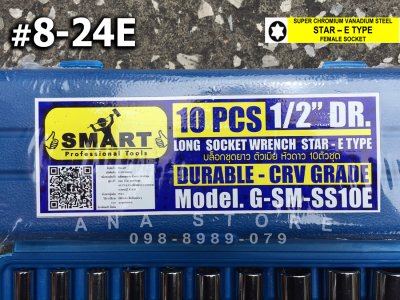 #8-24E
SUPER CHROMIUM VANADIUM STEEL
STAR – E TYPE
FEMALE SOCKET
SMART
Professional Tools
10 PCS 1/2” DR.
LONG SOCKET WRENCH STAR - E TYPE
บล็อกชุดยาว ตัวเมีย หัวดาว 10ตัวชุด
DURABLE - CRV GRADE
Model. G-SM-SS10E
ANA STORE
098-8989-079